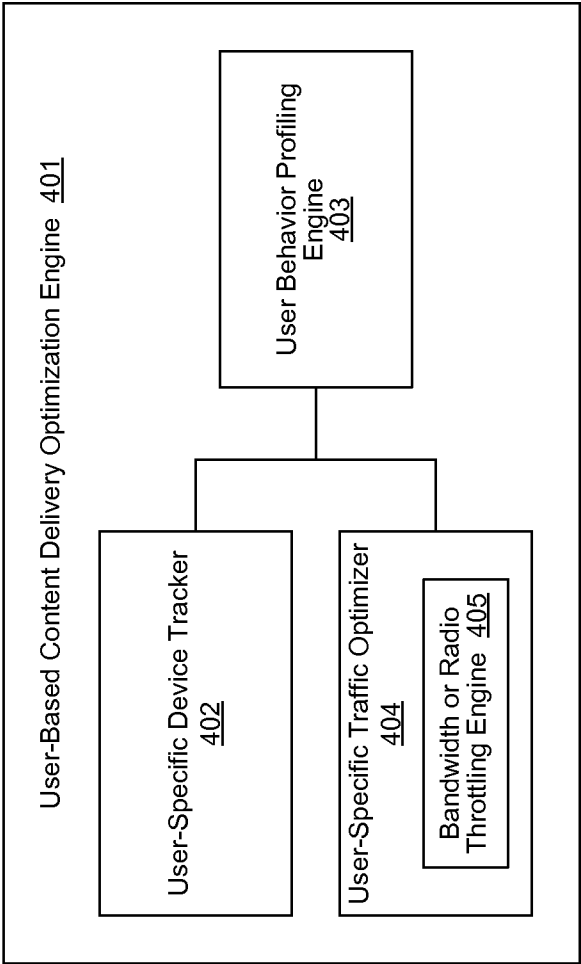 User-Based Content Delivery Optimization Engine 401
User-Specific Device Tracker
402
User-Specific Traffic Optimizer
404
Bandwidth or Radio
Throttling Engine 405
User Behavior Profiling
Engine
403